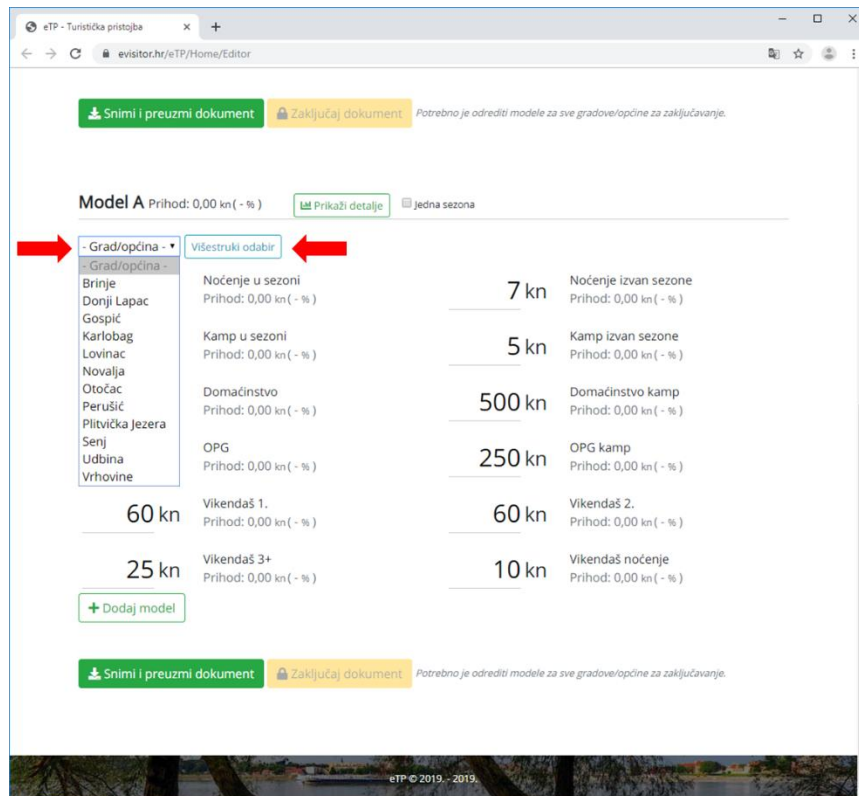 eTP - Turistička pristojba
evisitor.hr/eTP/Home/Editor
Snimi i preuzmi dokument Zaključaj dokument Potrebno je odrediti modele za sve gradove/općine za zaključavanje.
Model A Prihod: 0,00 kn ( - % ) Prikaži detalje Jedna sezona
- Grad/općina - Višestruki odabir
- Grad/općina -
Brinje
Donji Lapac
Gospić
Karlobag
Lovinac
Novalja
Otočac
Perušić
Plitvička Jezera
Senj
Udbina
Vrhovine
Noćenje u sezoni
Prihod: 0,00 kn ( - % )
7 kn
Noćenje izvan sezone
Prihod: 0,00 kn ( - % )
Kamp u sezoni
Prihod: 0,00 kn ( - % )
5 kn
Kamp izvan sezone
Prihod: 0,00 kn ( - % )
Domaćinstvo
Prihod: 0,00 kn ( - % )
500 kn
Domaćinstvo kamp
Prihod: 0,00 kn ( - % )
OPG
Prihod: 0,00 kn ( - % )
250 kn
OPG kamp
Prihod: 0,00 kn ( - % )
60 kn
Vikendaš 1.
Prihod: 0,00 kn ( - % )
60 kn
Vikendaš 2.
Prihod: 0,00 kn ( - % )
25 kn
Vikendaš 3+
Prihod: 0,00 kn ( - % )
10 kn
Vikendaš noćenje
Prihod: 0,00 kn ( - % )
+ Dodaj model
Snimi i preuzmi dokument Zaključaj dokument Potrebno je odrediti modele za sve gradove/općine za zaključavanje.
eTP © 2019. - 2019.